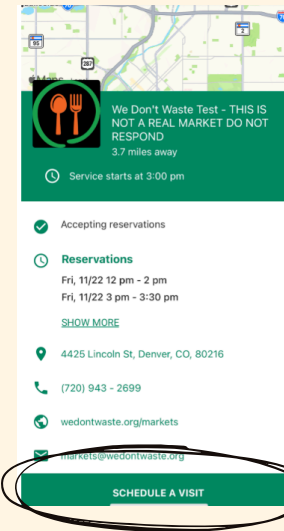 2
95
287
Maps
We Don't Waste Test - THIS IS
NOT A REAL MARKET DO NOT
RESPOND
3.7 miles away
Service starts at 3:00 pm
Accepting reservations
Reservations
Fri, 11/22 12 pm - 2 pm
Fri, 11/22 3 pm - 3:30 pm
SHOW MORE
4425 Lincoln St, Denver, CO, 80216
(720) 943 - 2699
wedontwaste.org/markets
markets@wedontwaste.org
SCHEDULE A VISIT